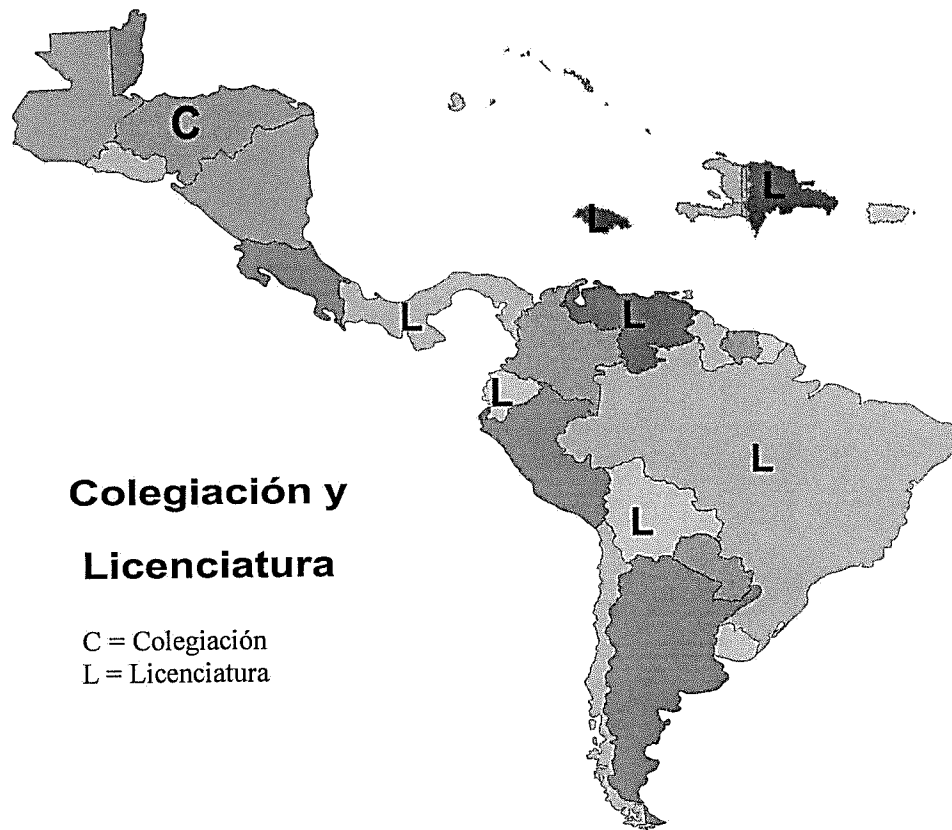 C
L
L
L
L
L
L
L
Colegiación y
Licenciatura
C = Colegiación
L = Licenciatura